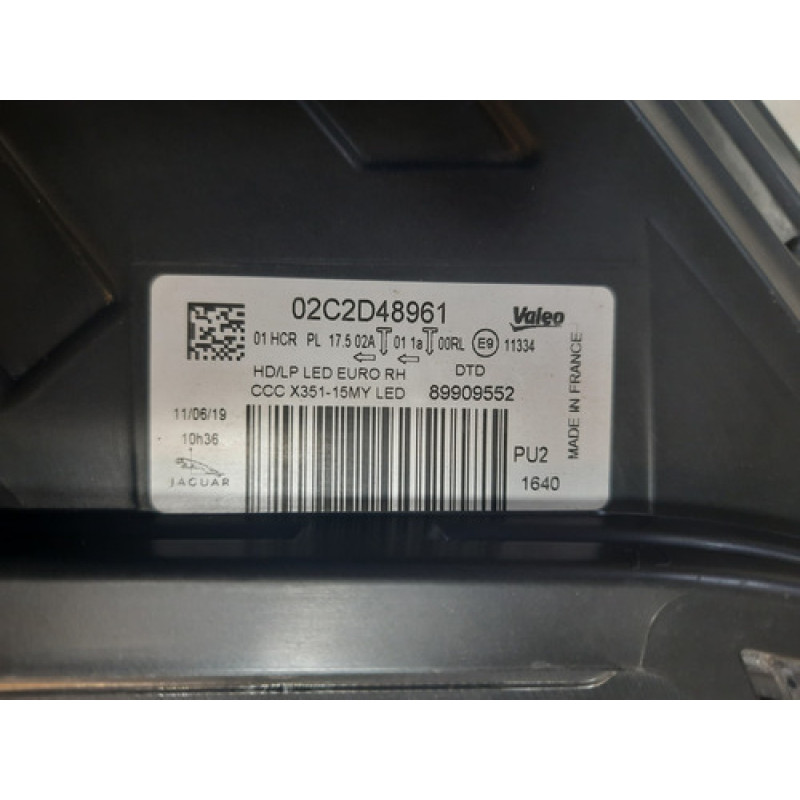 02C2D48961
Valeo
01 HCR PL 17.5 02A T 01 1a T 00RL E9 11334
HD/LP LED EURO RH DTD
CCC X351-15MY LED 89909552
11/06/19
10h36
JAGUAR
PU2
1640
MADE IN FRANCE